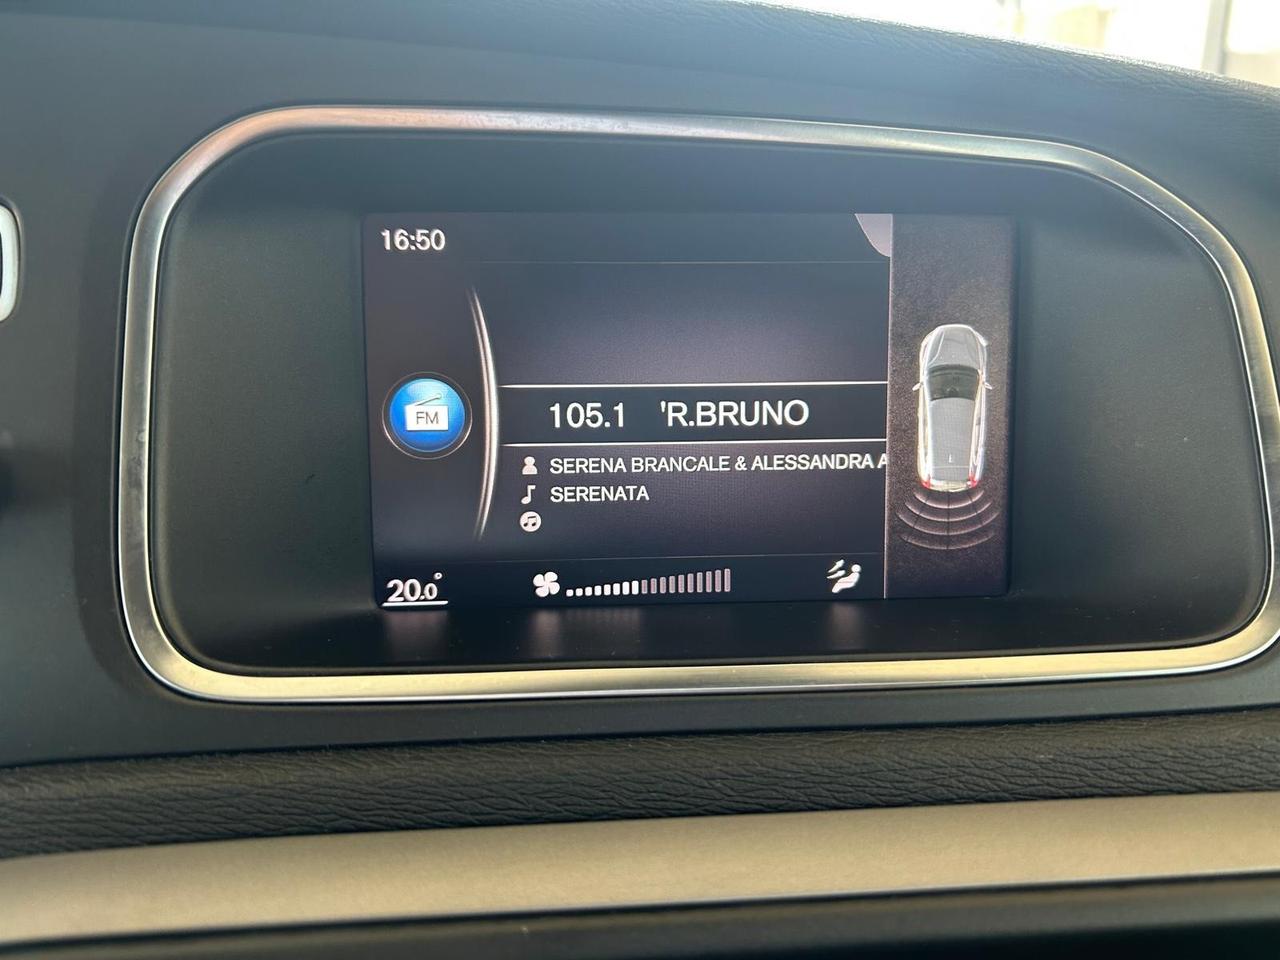 16:50
FM
105.1 'R.BRUNO
SERENA BRANCALE & ALESSANDRA A
SERENATA
20.0°